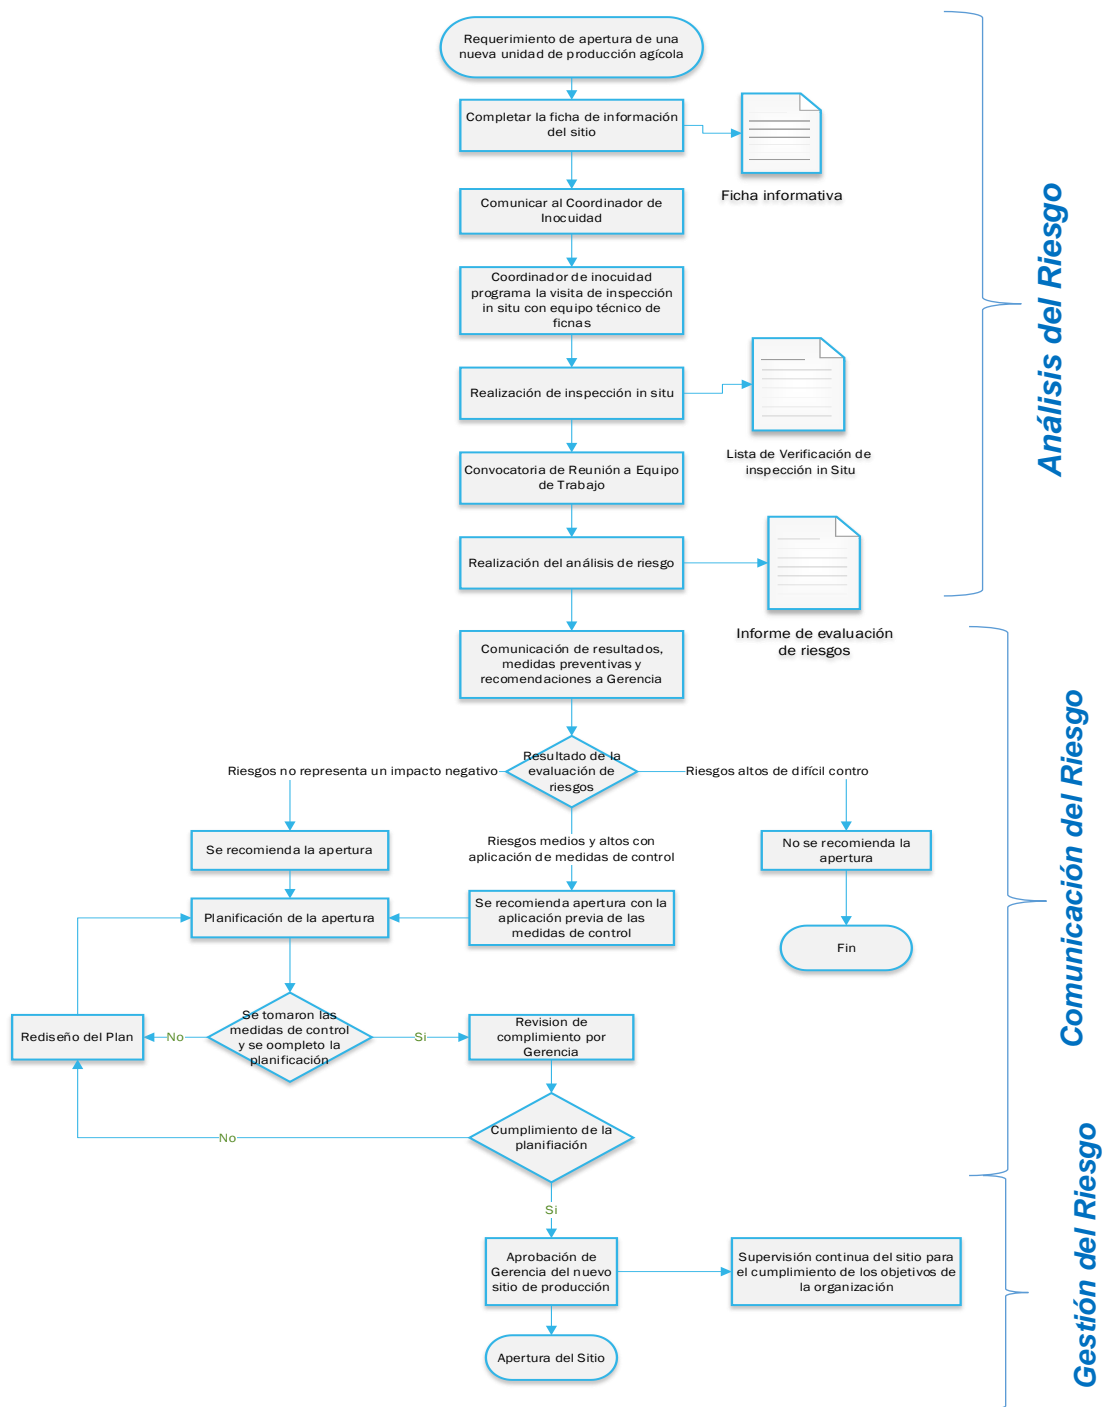 Requerimiento de apertura de una
nueva unidad de producción agícola
Completar la ficha de información
del sitio
Ficha informativa
Comunicar al Coordinador de
Inocuidad
Coordinador de inocuidad
programa la visita de inspección
in situ con equipo técnico de
ficnas
Realización de inspección in situ
Lista de Verificación de
inspección in Situ
Convocatoria de Reunión a Equipo
de Trabajo
Realización del análisis de riesgo
Informe de evaluación
de riesgos
Análisis del Riesgo
Comunicación de resultados,
medidas preventivas y
recomendaciones a Gerencia
Resultado de la
evaluación de
riesgos
Riesgos no representa un impacto negativo
Riesgos altos de difícil contro
Riesgos medios y altos con
aplicación de medidas de control
Se recomienda la apertura
No se recomienda la
apertura
Se recomienda apertura con la
aplicación previa de las
medidas de control
Planificación de la apertura
Fin
Se tomaron las
medidas de control
y se oompleto la
planificación
No
Rediseño del Plan
Si
Revision de
complimiento por
Gerencia
Comunicación del Riesgo
Cumplimiento de la
planifiación
No
Si
Aprobación de
Gerencia del nuevo
sitio de producción
Supervisión continua del sitio para
el cumplimiento de los objetivos de
la organización
Apertura del Sitio
Gestión del Riesgo